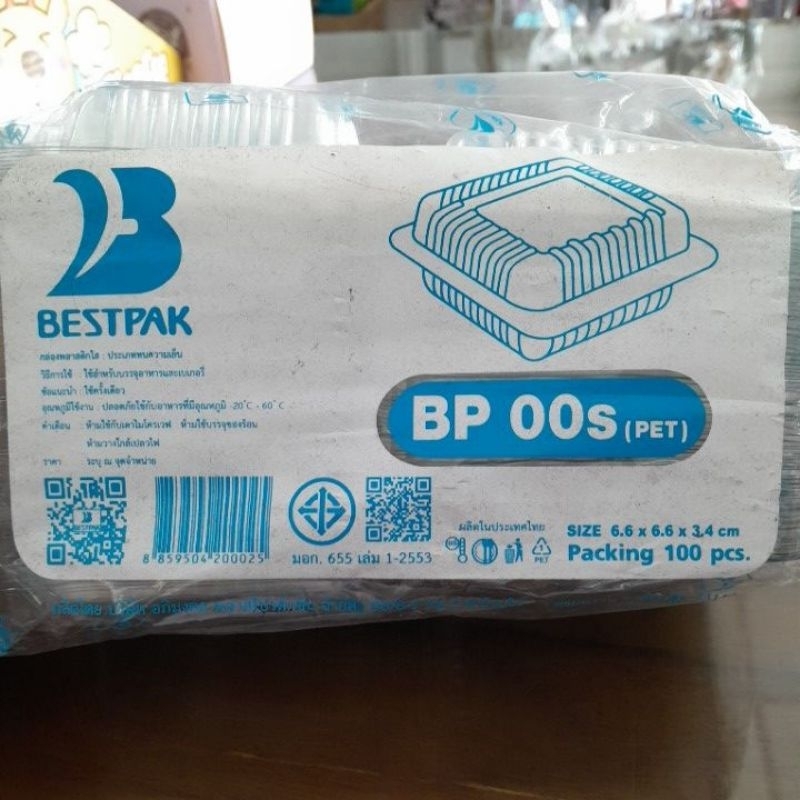 BESTPAK
กล่องพลาสติกใส : ประเภททนความเย็น
วิธีการใช้ : ใช้สำหรับบรรจุอาหารและเบเกอรี่
ข้อแนะนำ : ใช้ครั้งเดียว
อุณหภูมิใช้งาน : ปลอดภัยใช้กับอาหารที่มีอุณหภูมิ -20°C - 60°C
คำเตือน ห้ามใช้กับเตาไมโครเวฟ ห้ามใช้บรรจุของร้อน
ห้ามวางใกล้เปลวไฟ
ราคา ระบุ ณ จุดจำหน่าย
BP 00s (PET)
BESTPAK
8 859504 200025
มอก. 655 เล่ม 1-2553
ผลิตในประเทศไทย
1
PET
SIZE 6.6 x 6.6 x 3.4 cm
Packing 100 pcs.